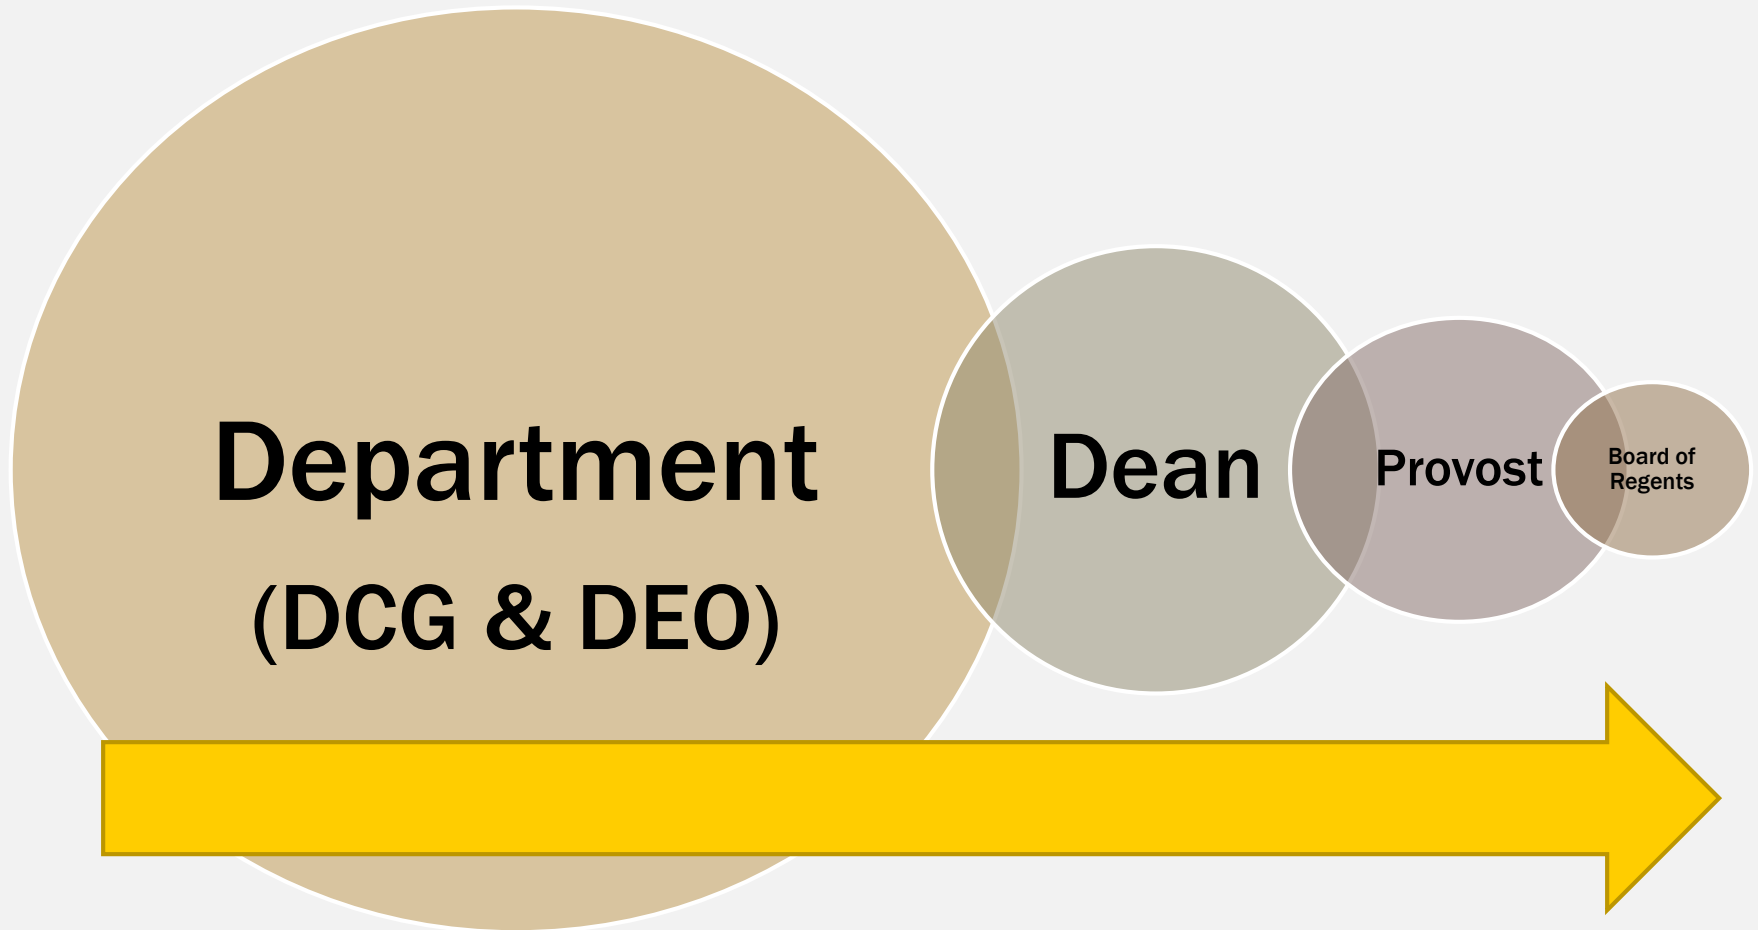 Department
(DCG & DEO)
Dean
Provost
Board of
Regents